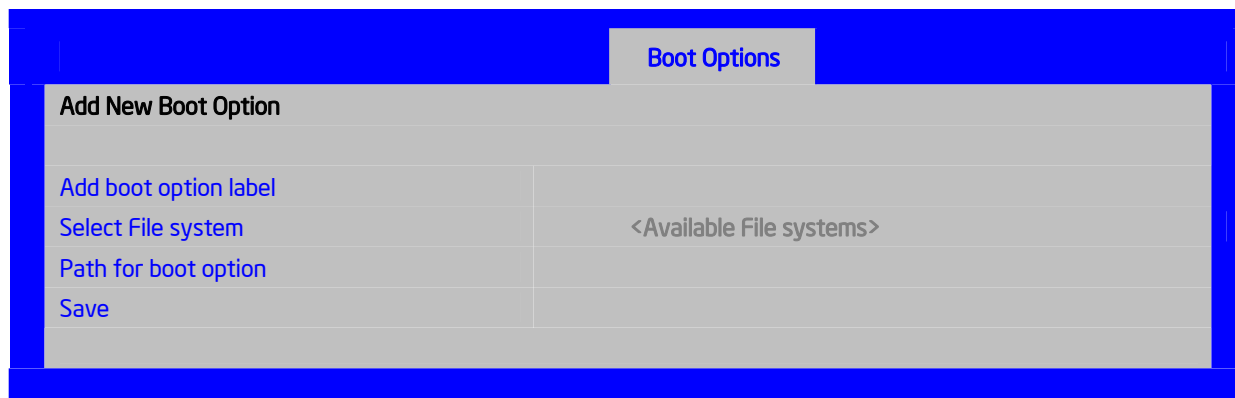 Boot Options
Add New Boot Option
Add boot option label
Select File system <Available File systems>
Path for boot option
Save